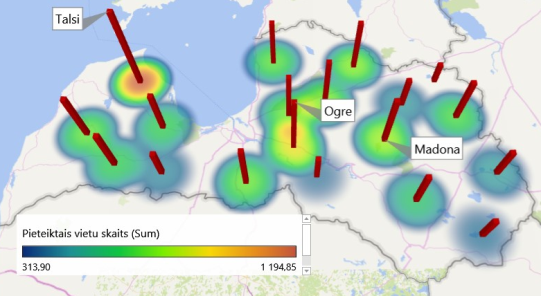 Talsi
Ogre
Madona
Pieteiktais vietu skaits (Sum)
313,90
1 194,85